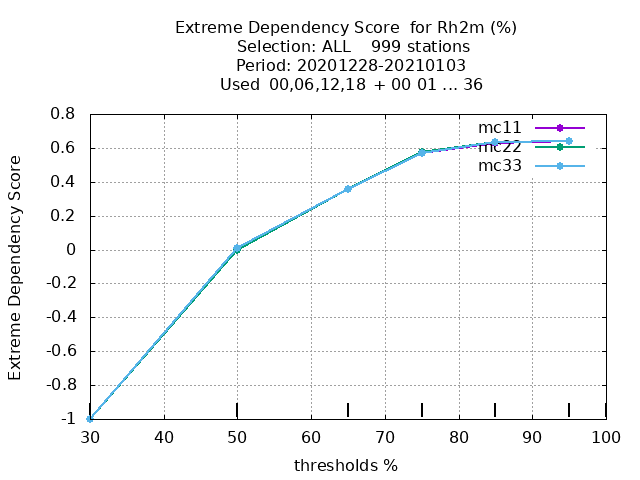 Extreme Dependency Score  for Rh2m (%)
Selection: ALL    999 stations
Period: 20201228-20210103
Used  00,06,12,18  + 00 01 ... 36
Extreme Dependency Score
0.8
0.6
0.4
0.2
0
-0.2
-0.4
-0.6
-0.8
-1
mc11
mc22
mc33
30 40 50 60 70 80 90 100
thresholds %